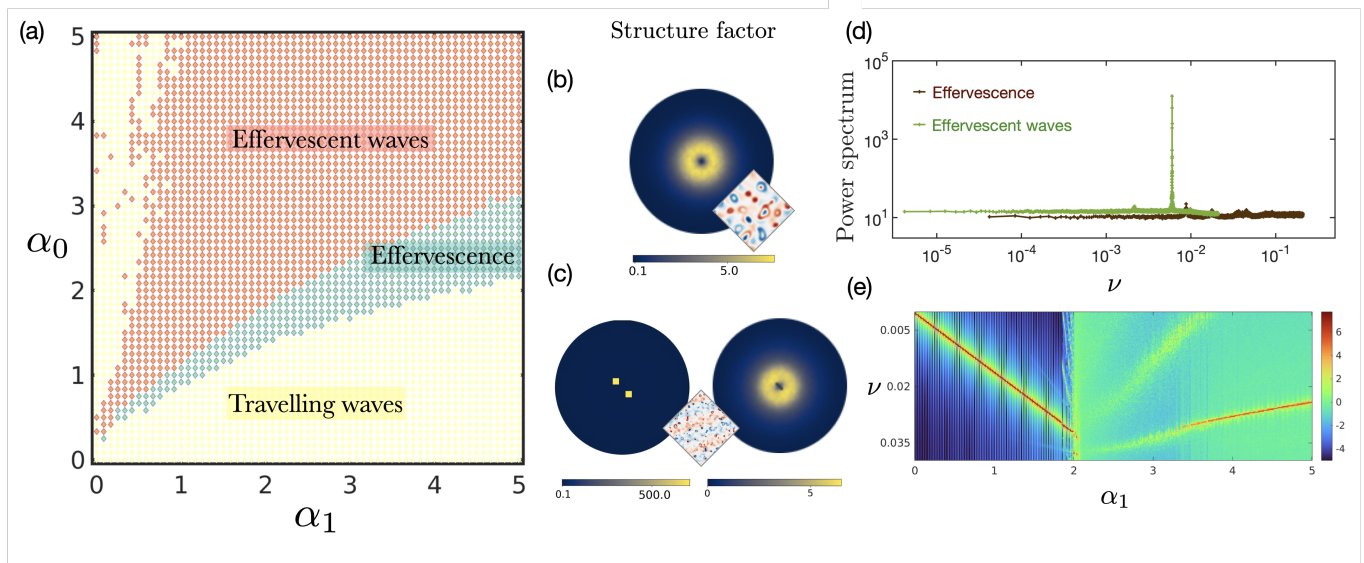 (a)
5
4
3
2
1
0
α0
0 1 2 3 4 5
α1
Effervescent waves
Effervescence
Travelling waves
Structure factor
(b)
0.1 5.0
(c)
0.1 500.0
0 5
(d)
Power spectrum
10^5
10^3
10^1
Effervescence
Effervescent waves
10^-5 10^-4 10^-3 10^-2 10^-1
ν
(e)
ν
0.005
0.02
0.035
0 1 2 3 4 5
α1
6
4
2
0
-2
-4